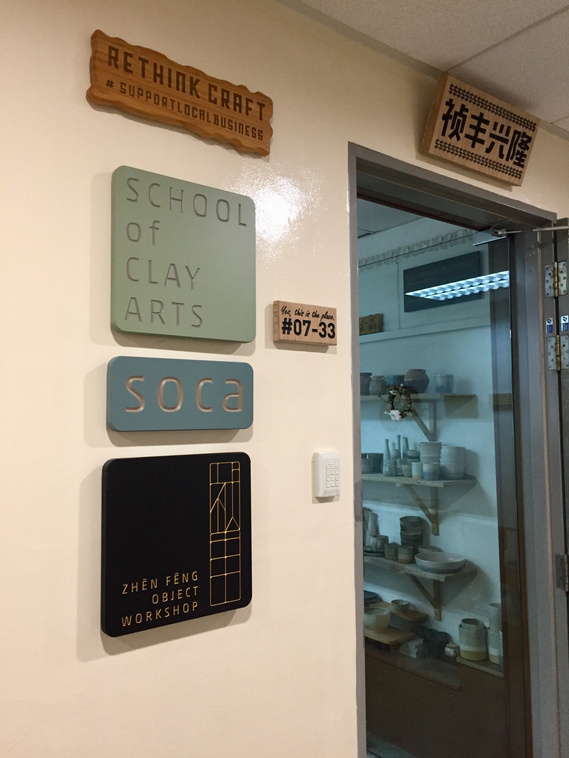 RETHINK CRAFT
# SUPPORTLOCALBUSINESS
祯丰兴隆
SCHOOL
of
CLAY
ARTS
Yes, this is the place.
#07-33
soca
ZHĒN FĒNG
OBJECT
WORKSHOP